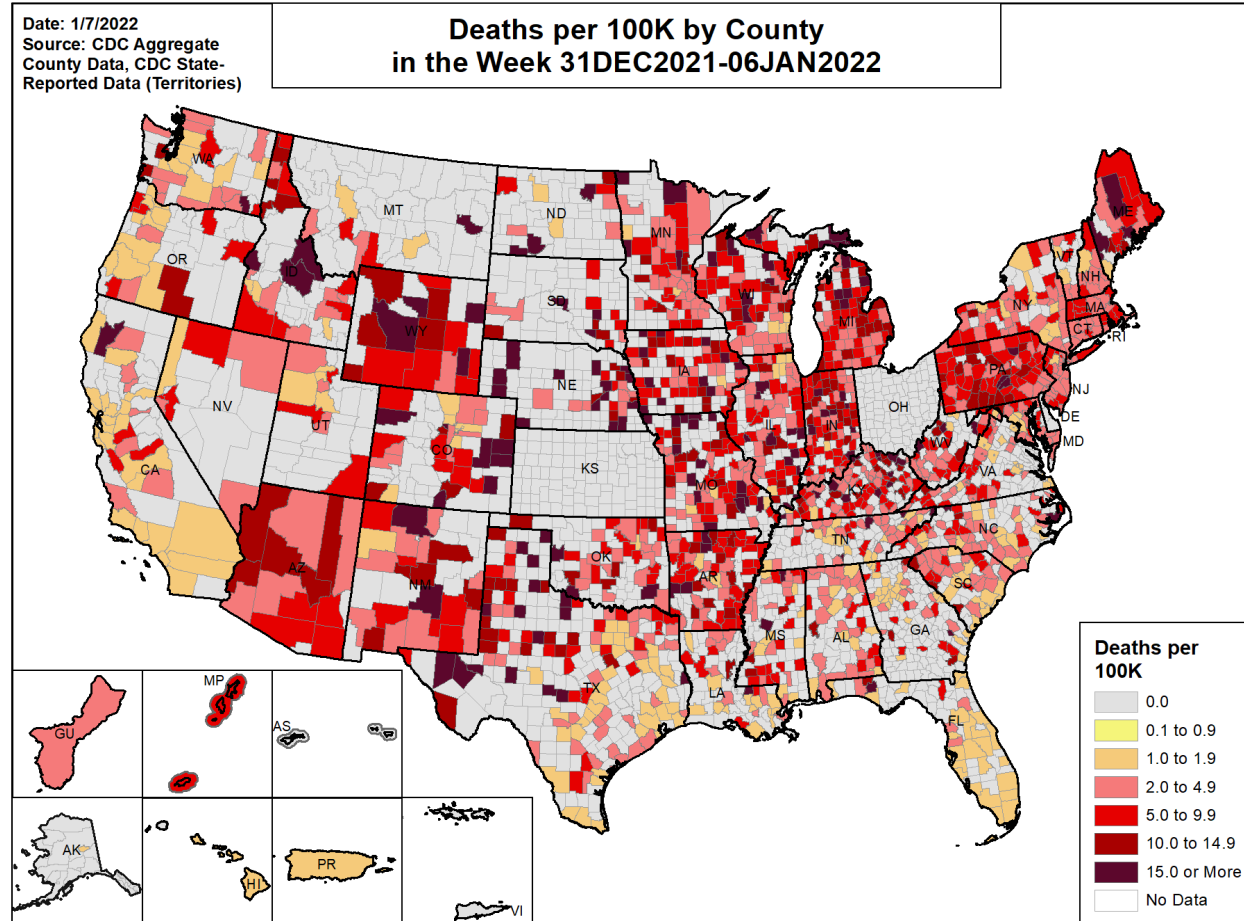 Date: 1/7/2022
Source: CDC Aggregate
County Data, CDC State-
Reported Data (Territories)
Deaths per 100K by County
in the Week 31DEC2021-06JAN2022
WA
MT
ND
MN
ME
OR
ID
SD
WI
VT
NH
NY
MA
WY
MI
CT
RI
IA
PA
NE
NJ
NV
OH
UT
IL
IN
DE
CO
MD
WV
CA
KS
VA
MO
KY
NC
TN
OK
AZ
AR
NM
SC
MS
AL
GA
TX
LA
FL
MP
GU
AS
AK
HI
PR
VI
Deaths per
100K
0.0
0.1 to 0.9
1.0 to 1.9
2.0 to 4.9
5.0 to 9.9
10.0 to 14.9
15.0 or More
No Data